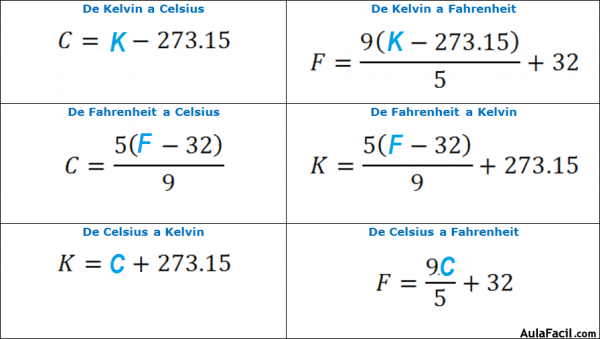 De Kelvin a Celsius
C = K − 273.15
De Kelvin a Fahrenheit
F = 9(K − 273.15)/5 + 32
De Fahrenheit a Celsius
C = 5(F − 32)/9
De Fahrenheit a Kelvin
K = 5(F − 32)/9 + 273.15
De Celsius a Kelvin
K = C + 273.15
De Celsius a Fahrenheit
F = 9.C/5 + 32
AulaFacil.com